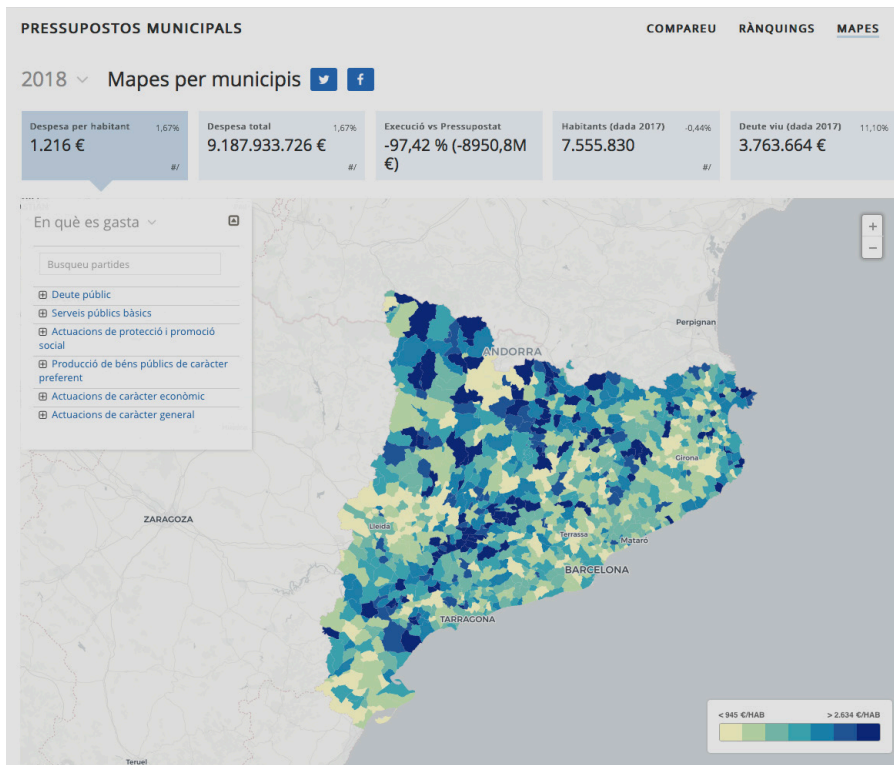 PRESSUPOSTOS MUNICIPALS
COMPAREU RÀNQUINGS MAPES
2018 Mapes per municipis
Despesa per habitant 1,67%
1.216 €
#/
Despesa total 1,67%
9.187.933.726 €
#/
Execució vs Pressupostat
-97,42 % (-8950,8M
€)
Habitants (dada 2017) -0,44%
7.555.830
#/
Deute viu (dada 2017) 11,10%
3.763.664 €
En què es gasta
Busqueu partides
Deute públic
Serveis públics bàsics
Actuacions de protecció i promoció
social
Producció de béns públics de caràcter
preferent
Actuacions de caràcter econòmic
Actuacions de caràcter general
+
−
Perpignan
ANDORRA
Girona
ZARAGOZA
Lleida
Terrassa
Mataró
BARCELONA
TARRAGONA
Teruel
< 945 €/HAB > 2.634 €/HAB